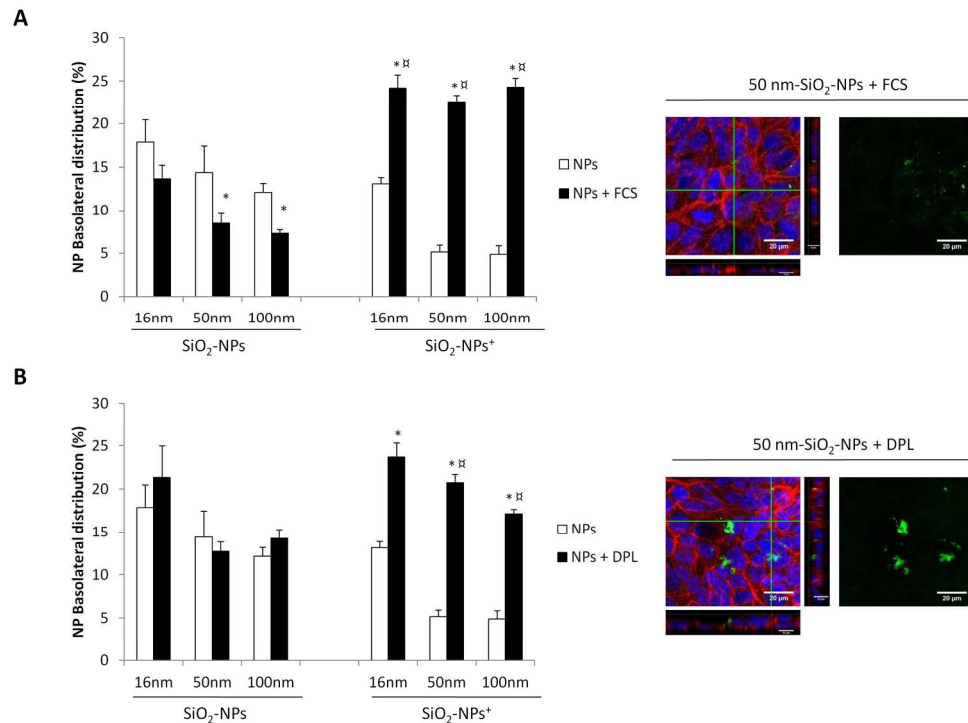 A
NP Basolateral distribution (%)
30
25
20
15
10
5
0
* *
*¤ *¤ *¤
16nm 50nm 100nm 16nm 50nm 100nm
SiO₂-NPs SiO₂-NPs⁺
NPs
NPs + FCS
50 nm-SiO₂-NPs + FCS
20 µm
20 µm
B
NP Basolateral distribution (%)
30
25
20
15
10
5
0
* *¤ *¤
16nm 50nm 100nm 16nm 50nm 100nm
SiO₂-NPs SiO₂-NPs⁺
NPs
NPs + DPL
50 nm-SiO₂-NPs + DPL
20 µm
20 µm